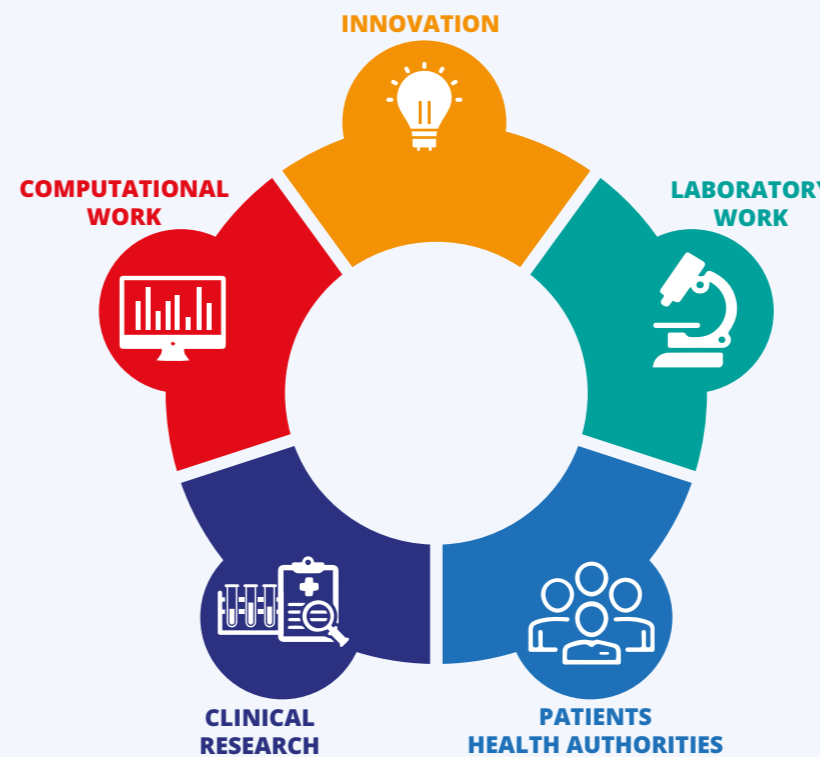 INNOVATION
COMPUTATIONAL
WORK
LABORATORY
WORK
CLINICAL
RESEARCH
PATIENTS
HEALTH AUTHORITIES